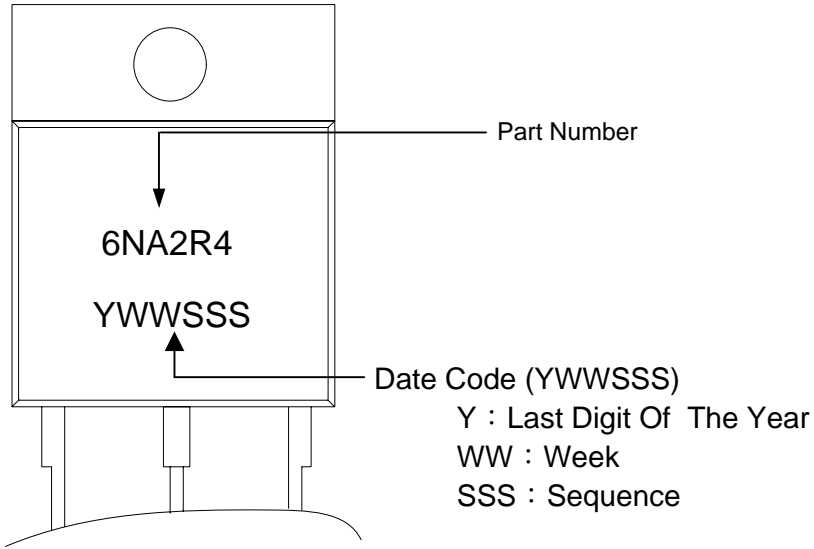 Part Number
6NA2R4
YWWSSS
Date Code (YWWSSS)
Y：Last Digit Of The Year
WW：Week
SSS：Sequence